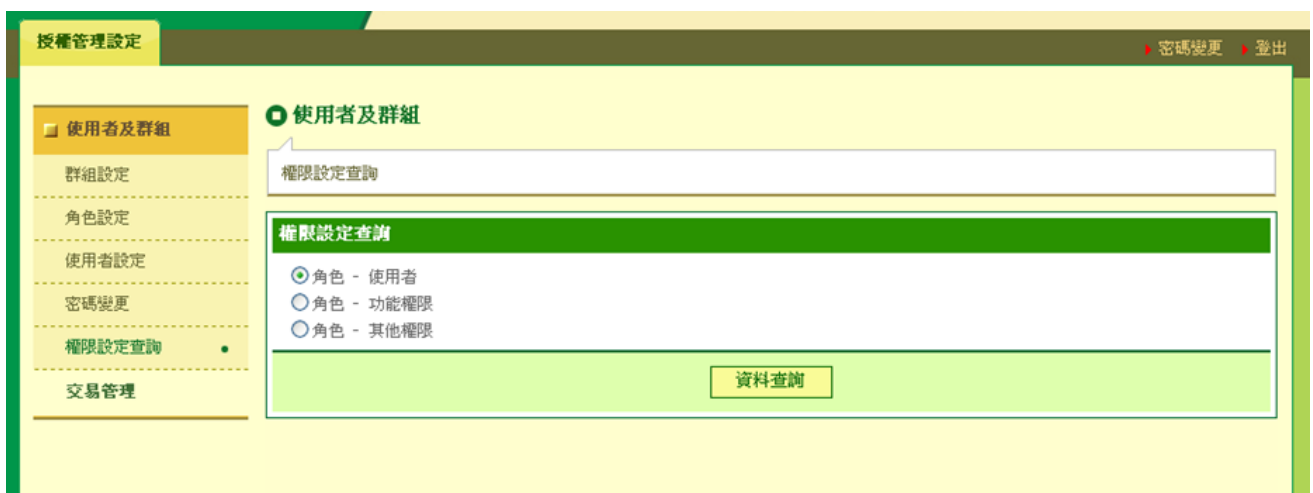 授權管理設定
密碼變更 登出
使用者及群組
群組設定
角色設定
使用者設定
密碼變更
權限設定查詢
交易管理
使用者及群組
權限設定查詢
權限設定查詢
角色 - 使用者
角色 - 功能權限
角色 - 其他權限
資料查詢